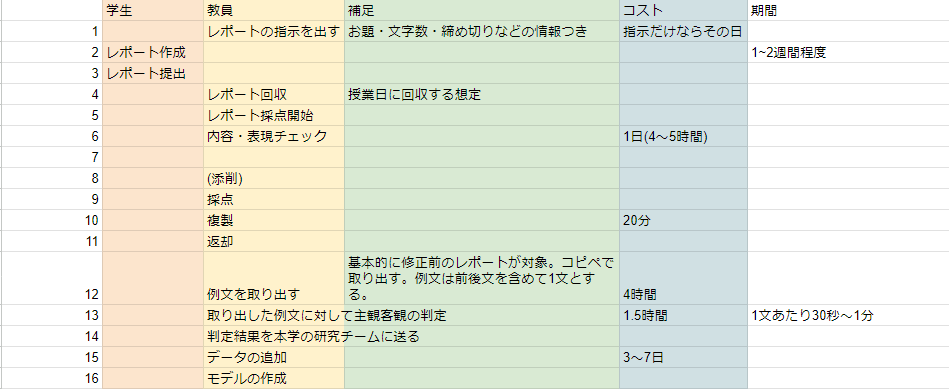 学生 教員 補足 コスト 期間
1 レポートの指示を出す お題・文字数・締め切りなどの情報つき 指示だけならその日
2 レポート作成 1~2週間程度
3 レポート提出
4 レポート回収 授業日に回収する想定
5 レポート採点開始
6 内容・表現チェック 1日(4～5時間)
7
8 (添削)
9 採点
10 複製 20分
11 返却
基本的に修正前のレポートが対象。コピペで
取り出す。例文は前後文を含めて1文とす
12 例文を取り出す る。 4時間
13 取り出した例文に対して主観客観の判定 1.5時間 1文あたり30秒～1分
14 判定結果を本学の研究チームに送る
15 データの追加 3～7日
16 モデルの作成